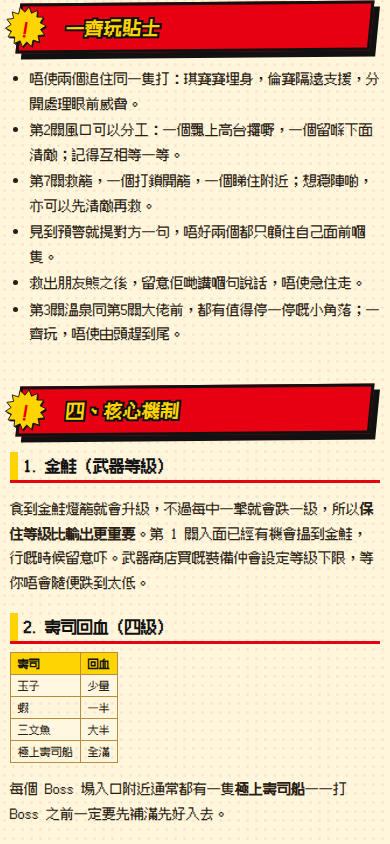 一齊玩貼士
• 唔使兩個追住同一隻打：琪寶寶埋身，倫寶隔遠支援，分
開處理眼前威脅。
• 第2關風口可以分工：一個飄上高台攞嘢，一個留喺下面
清敵；記得互相等一等。
• 第7關救籠，一個打鎖開籠，一個睇住附近；想穩陣啲，
亦可以先清敵再救。
• 見到預警就提對方一句，唔好兩個都只顧住自己面前嗰
隻。
• 救出朋友熊之後，留意佢哋講嗰句說話，唔使急住走。
• 第3關溫泉同第5關大佬前，都有值得停一停嘅小角落；一
齊玩，唔使由頭趕到尾。
四、核心機制
1. 金鮭（武器等級）
食到金鮭燈籠就會升級，不過每中一擊就會跌一級，所以保
住等級比輸出更重要。第 1 關入面已經有機會搵到金鮭，
行嘅時候留意吓。武器商店買嘅裝備仲會設定等級下限，等
你唔會隨便跌到太低。
2. 壽司回血（四級）
壽司 回血
玉子 少量
蝦 一半
三文魚 大半
極上壽司船 全滿
每個 Boss 場入口附近通常都有一隻極上壽司船——打
Boss 之前一定要先補滿先好入去。